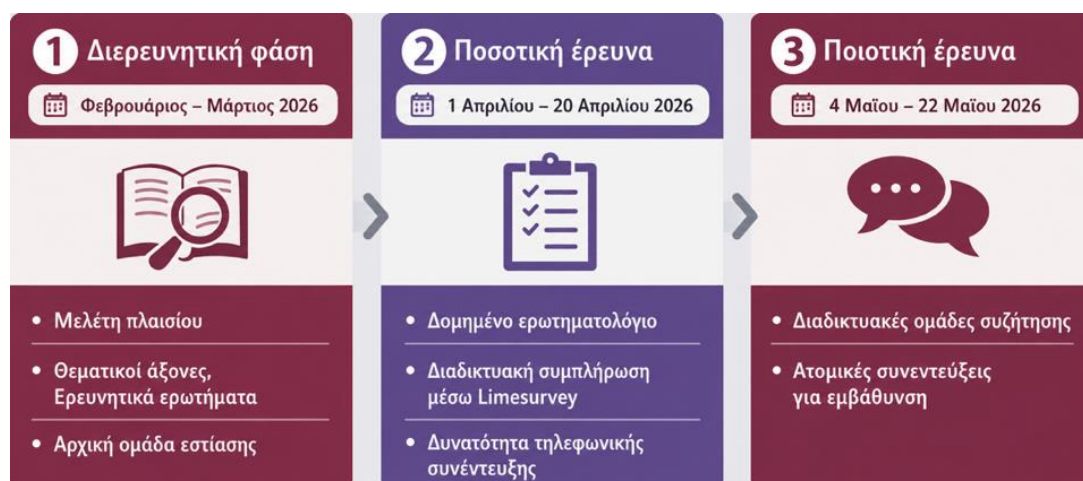 1 Διερευνητική φάση
Φεβρουάριος – Μάρτιος 2026
• Μελέτη πλαισίου
• Θεματικοί άξονες,
Ερευνητικά ερωτήματα
• Αρχική ομάδα εστίασης
2 Ποσοτική έρευνα
1 Απριλίου – 20 Απριλίου 2026
• Δομημένο ερωτηματολόγιο
• Διαδικτυακή συμπλήρωση
μέσω Limesurvey
• Δυνατότητα τηλεφωνικής
συνέντευξης
3 Ποιοτική έρευνα
4 Μαΐου – 22 Μαΐου 2026
• Διαδικτυακές ομάδες συζήτησης
• Ατομικές συνεντεύξεις
για εμβάθυνση